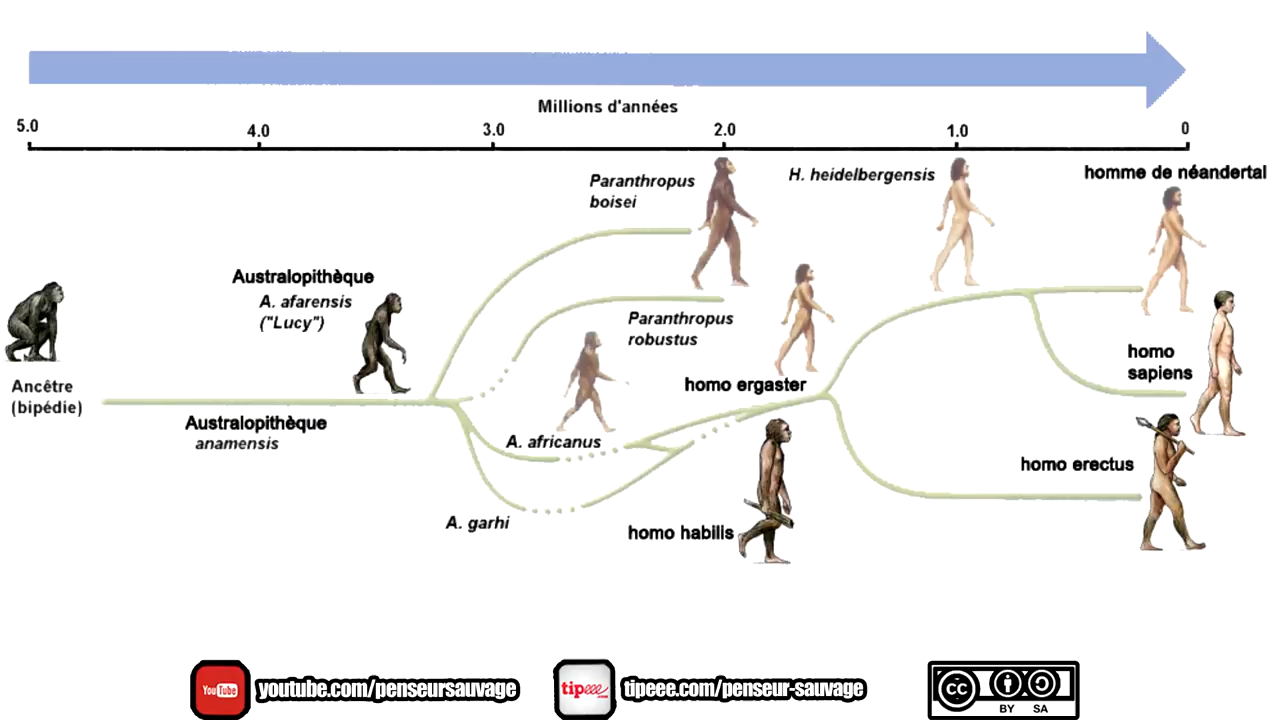 Millions d'années
5.0
4.0
3.0
2.0
1.0
0
Paranthropus
boisei
H. heidelbergensis
homme de néandertal
Australopithèque
A. afarensis
("Lucy")
Paranthropus
robustus
homo
sapiens
Ancêtre
(bipédie)
homo ergaster
Australopithèque
anamensis
A. africanus
homo erectus
A. garhi
homo habilis
YouTube
youtube.com/penseursauvage
tipeee
tipeee.com/penseur-sauvage
cc
BY SA